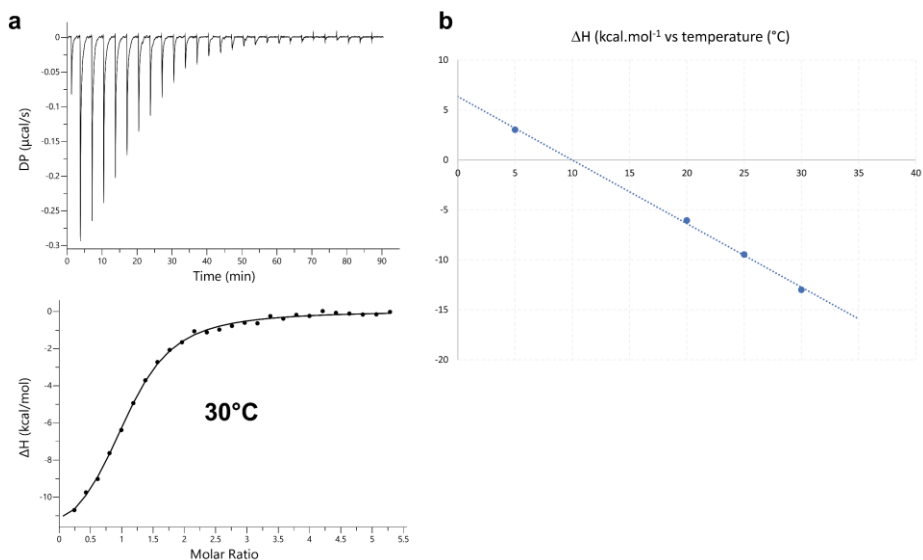 a
0
-0.05
-0.1
-0.15
-0.2
-0.25
-0.3
DP (µcal/s)
0 10 20 30 40 50 60 70 80 90
Time (min)
0
-2
-4
-6
-8
-10
ΔH (kcal/mol)
30°C
0 0.5 1 1.5 2 2.5 3 3.5 4 4.5 5 5.5
Molar Ratio
b
ΔH (kcal.mol-1 vs temperature (°C)
10
5
0
-5
-10
-15
-20
0 5 10 15 20 25 30 35 40